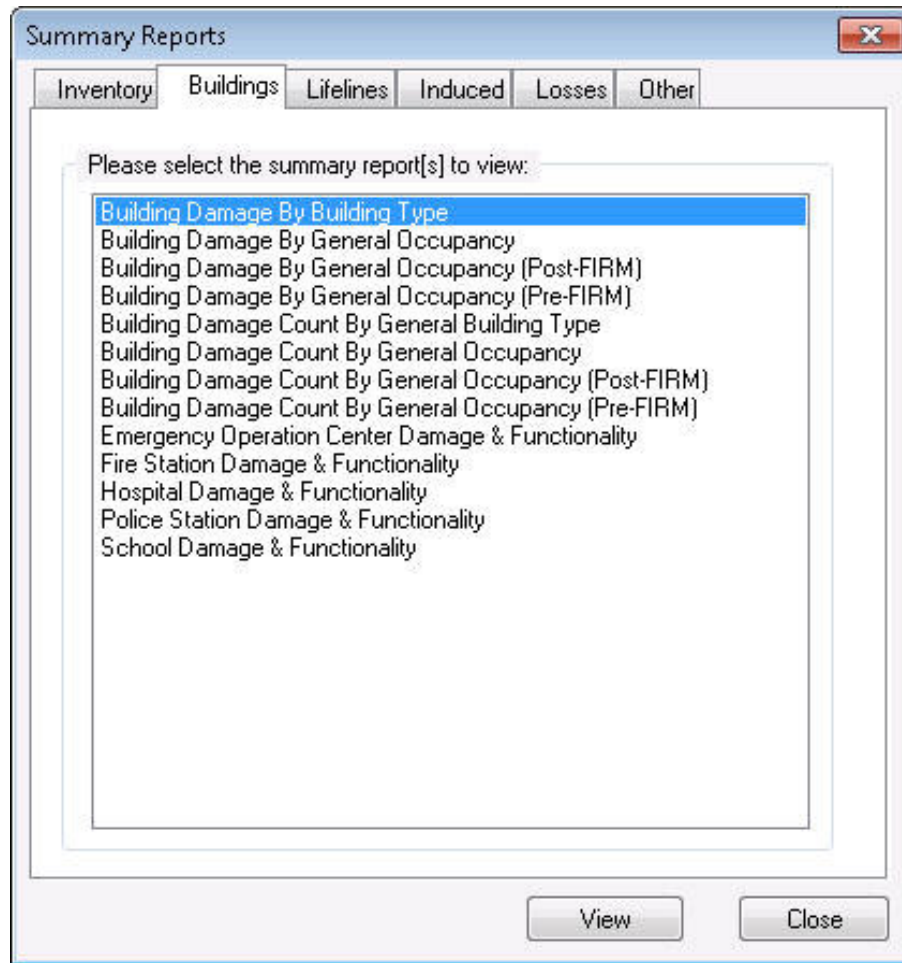 Summary Reports
Inventory Buildings Lifelines Induced Losses Other
Please select the summary report[s] to view:
Building Damage By Building Type
Building Damage By General Occupancy
Building Damage By General Occupancy (Post-FIRM)
Building Damage By General Occupancy (Pre-FIRM)
Building Damage Count By General Building Type
Building Damage Count By General Occupancy
Building Damage Count By General Occupancy (Post-FIRM)
Building Damage Count By General Occupancy (Pre-FIRM)
Emergency Operation Center Damage & Functionality
Fire Station Damage & Functionality
Hospital Damage & Functionality
Police Station Damage & Functionality
School Damage & Functionality
View Close